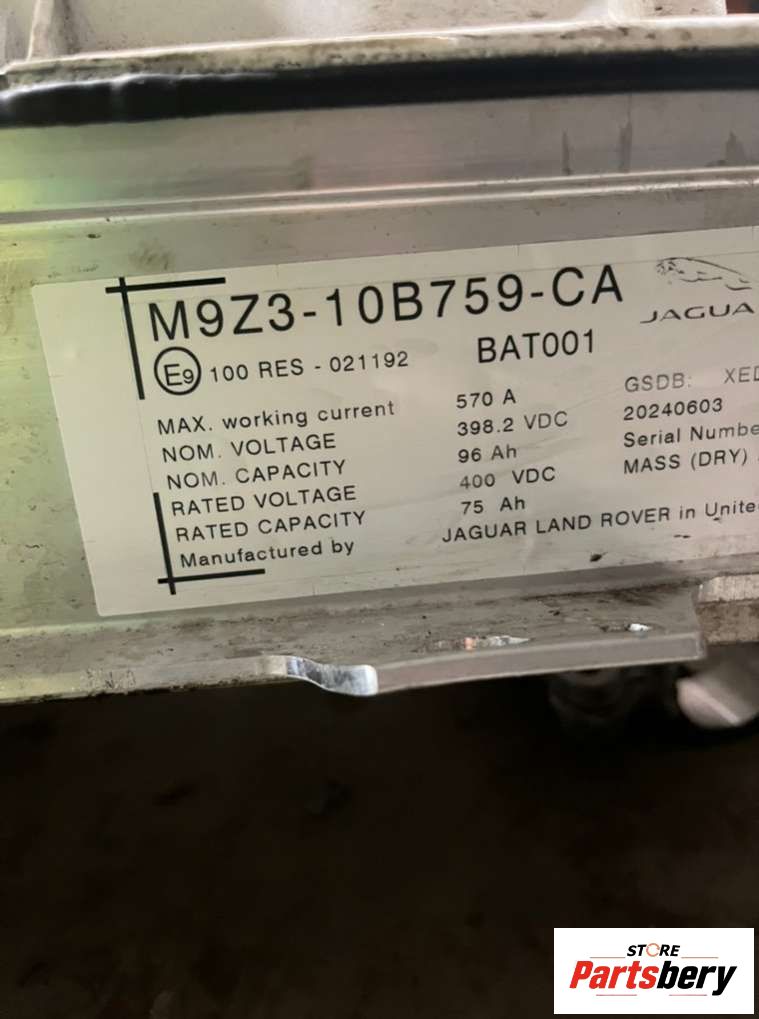 M9Z3-10B759-CA
JAGUA
E9 100 RES - 021192
BAT001
MAX. working current 570 A
GSDB: XE
NOM. VOLTAGE 398.2 VDC
20240603
NOM. CAPACITY 96 Ah
Serial Numbe
RATED VOLTAGE 400 VDC
MASS (DRY)
RATED CAPACITY 75 Ah
Manufactured by JAGUAR LAND ROVER in Unite
STORE
Partsbery